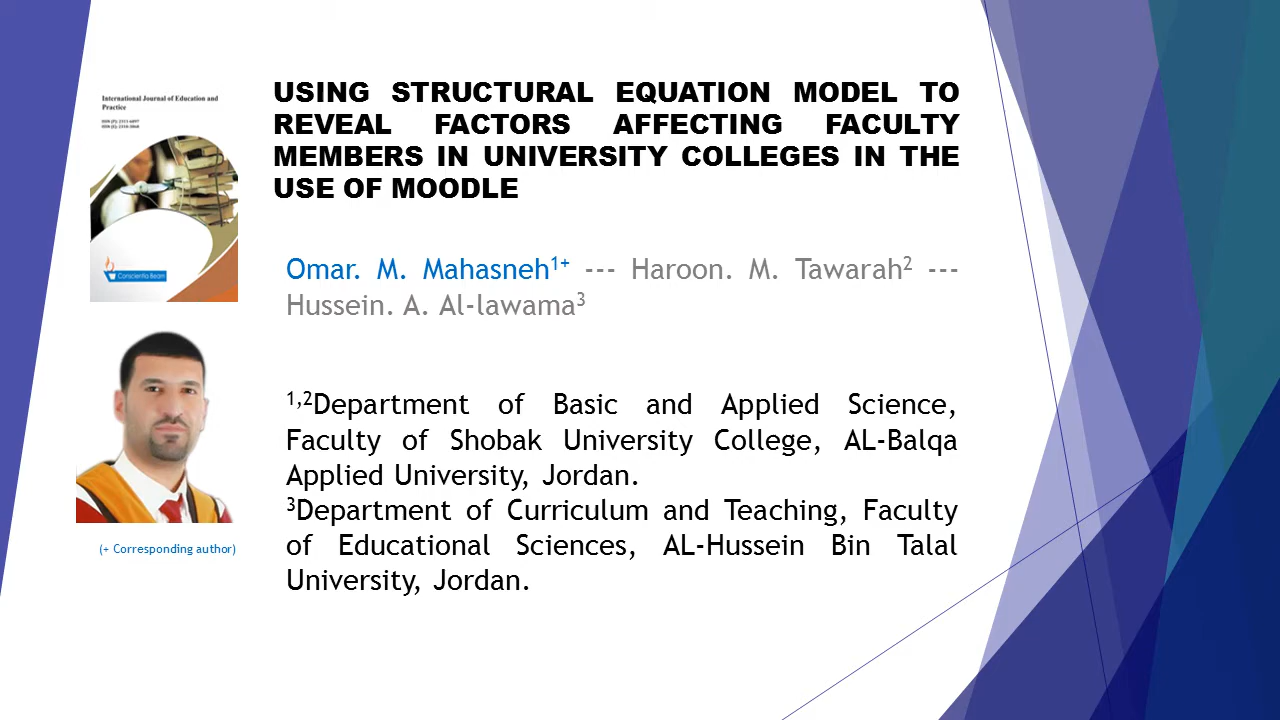 International Journal of Education and
Practice
USING STRUCTURAL EQUATION MODEL TO
REVEAL FACTORS AFFECTING FACULTY
MEMBERS IN UNIVERSITY COLLEGES IN THE
USE OF MOODLE
Omar. M. Mahasneh¹⁺ --- Haroon. M. Tawarah² ---
Hussein. A. Al-lawama³
¹,²Department of Basic and Applied Science,
Faculty of Shobak University College, AL-Balqa
Applied University, Jordan.
³Department of Curriculum and Teaching, Faculty
of Educational Sciences, AL-Hussein Bin Talal
University, Jordan.
Conscientia Beam
(+ Corresponding author)